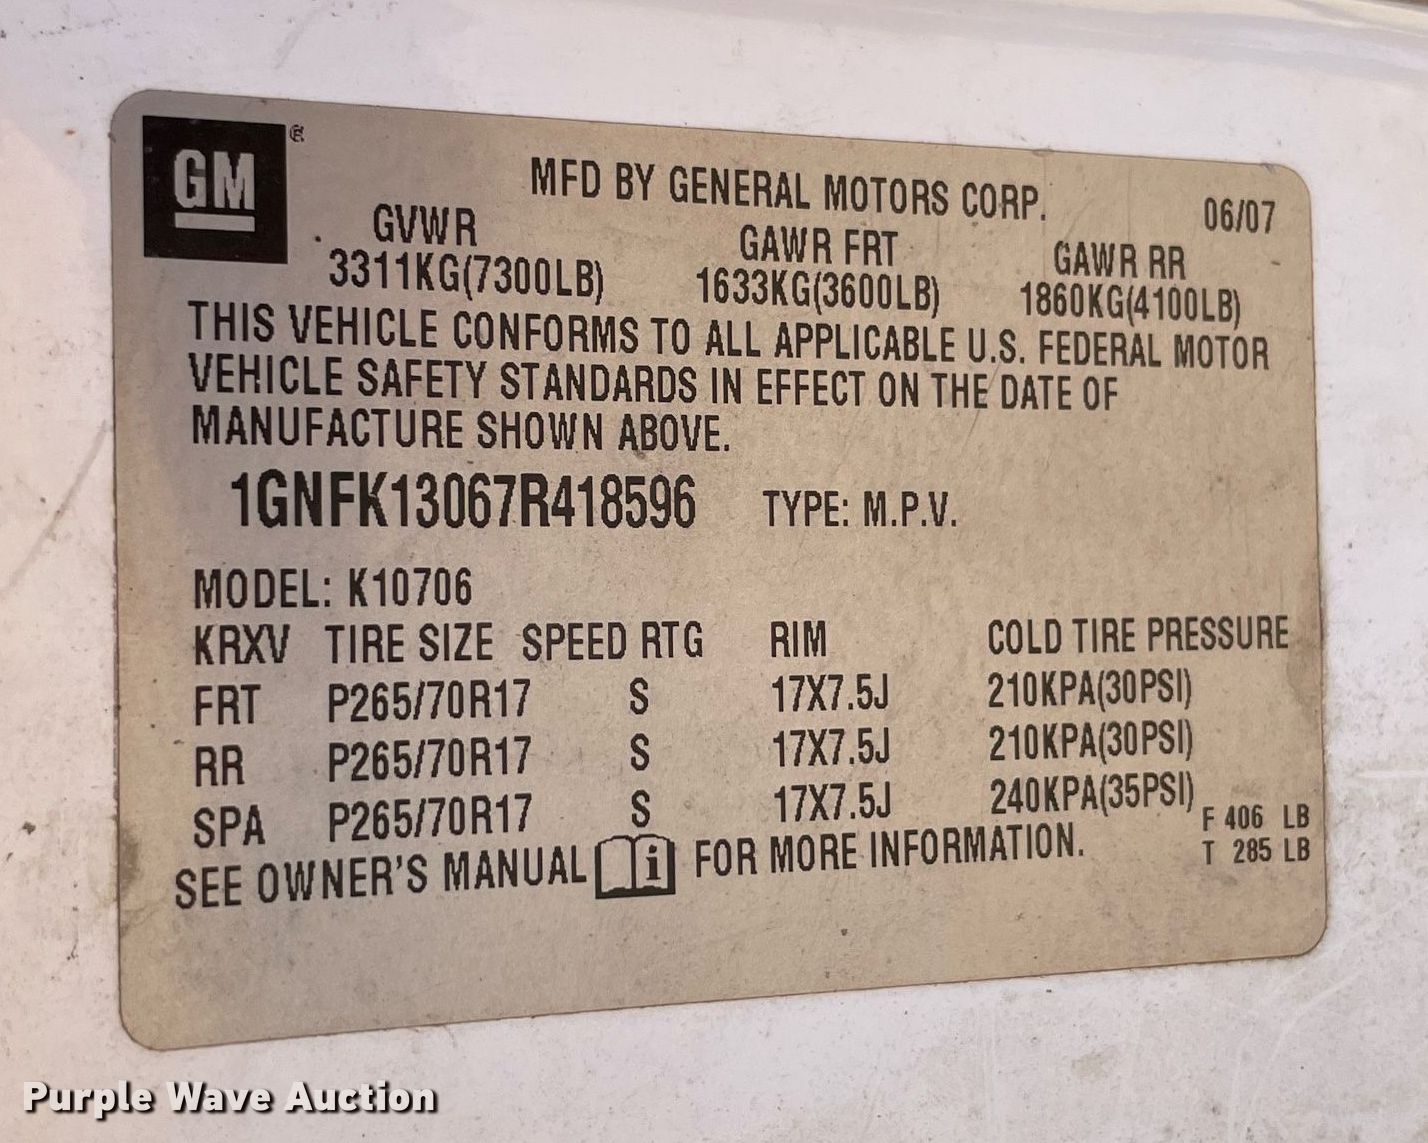 GM®
MFD BY GENERAL MOTORS CORP.
06/07
GVWR GAWR FRT GAWR RR
3311KG(7300LB) 1633KG(3600LB) 1860KG(4100LB)
THIS VEHICLE CONFORMS TO ALL APPLICABLE U.S. FEDERAL MOTOR
VEHICLE SAFETY STANDARDS IN EFFECT ON THE DATE OF
MANUFACTURE SHOWN ABOVE.
1GNFK13067R418596 TYPE: M.P.V.
MODEL: K10706
KRXV TIRE SIZE SPEED RTG RIM COLD TIRE PRESSURE
FRT P265/70R17 S 17X7.5J 210KPA(30PSI)
RR P265/70R17 S 17X7.5J 210KPA(30PSI)
SPA P265/70R17 S 17X7.5J 240KPA(35PSI)
SEE OWNER'S MANUAL i FOR MORE INFORMATION.
F 406 LB
T 285 LB
Purple Wave Auction